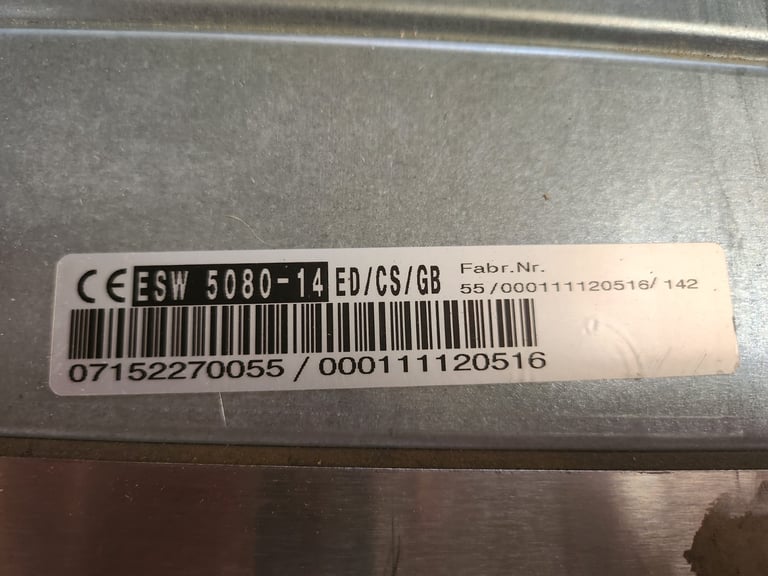 CE ESW 5080-14 ED/CS/GB
Fabr.Nr.
55/000111120516/ 142
07152270055 / 000111120516